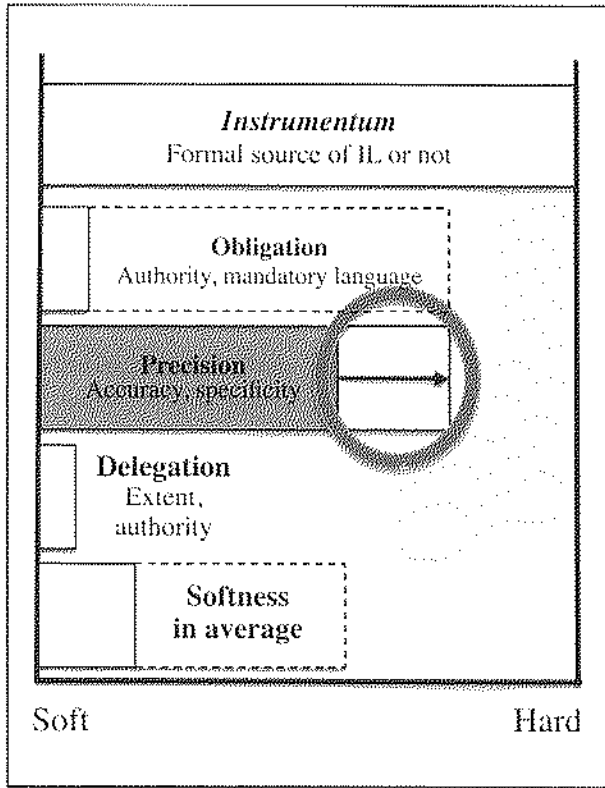 Instrumentum
Formal source of IL or not
Obligation
Authority, mandatory language
Precision
Accuracy, specificity
Delegation
Extent,
authority
Softness
in average
Soft Hard